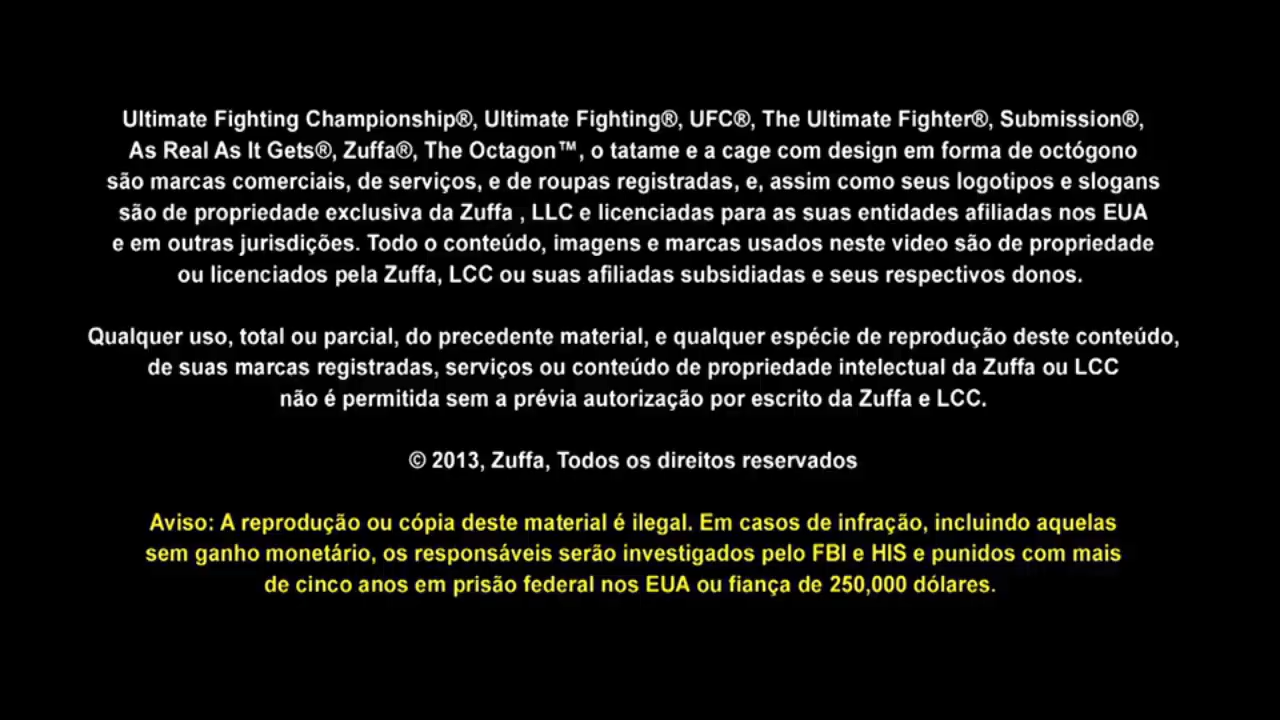 Ultimate Fighting Championship®, Ultimate Fighting®, UFC®, The Ultimate Fighter®, Submission®,
As Real As It Gets®, Zuffa®, The Octagon™, o tatame e a cage com design em forma de octógono
são marcas comerciais, de serviços, e de roupas registradas, e, assim como seus logotipos e slogans
são de propriedade exclusiva da Zuffa , LLC e licenciadas para as suas entidades afiliadas nos EUA
e em outras jurisdições. Todo o conteúdo, imagens e marcas usados neste video são de propriedade
ou licenciados pela Zuffa, LCC ou suas afiliadas subsidiadas e seus respectivos donos.
Qualquer uso, total ou parcial, do precedente material, e qualquer espécie de reprodução deste conteúdo,
de suas marcas registradas, serviços ou conteúdo de propriedade intelectual da Zuffa ou LCC
não é permitida sem a prévia autorização por escrito da Zuffa e LCC.
© 2013, Zuffa, Todos os direitos reservados
Aviso: A reprodução ou cópia deste material é ilegal. Em casos de infração, incluindo aquelas
sem ganho monetário, os responsáveis serão investigados pelo FBI e HIS e punidos com mais
de cinco anos em prisão federal nos EUA ou fiança de 250,000 dólares.